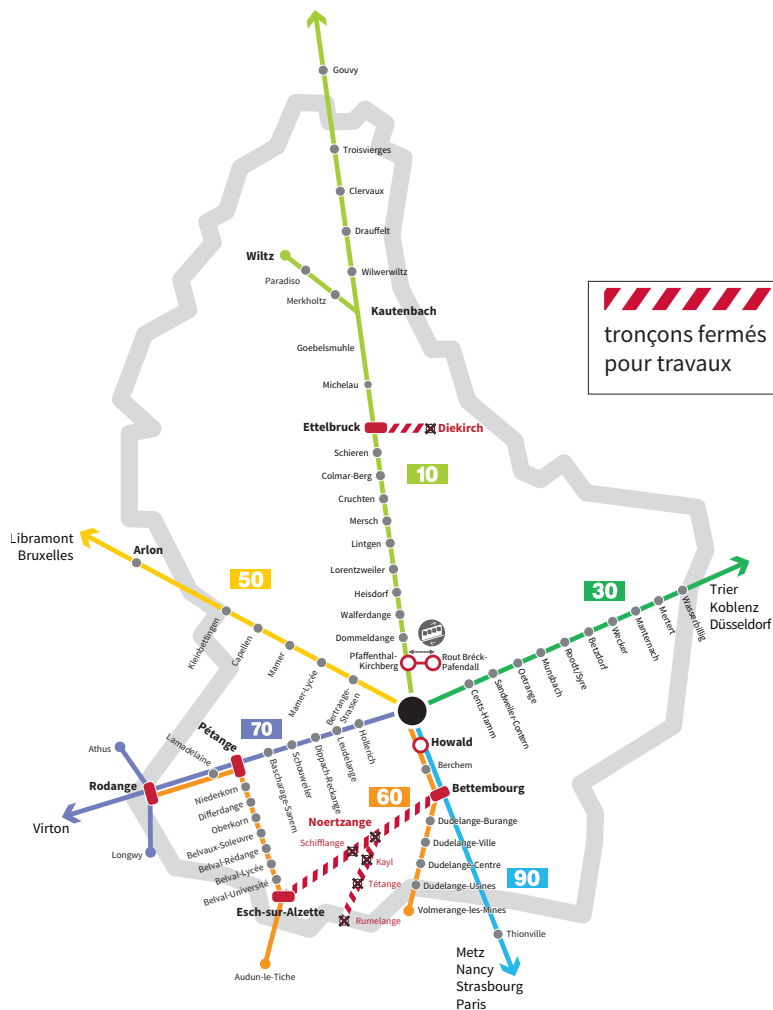 Gouvy
Troisvierges
Clervaux
Drauffelt
Wiltz
Paradiso
Wilwerwiltz
Merkholtz
Kautenbach
tronçons fermés
pour travaux
Goebelsmuhle
Michelau
Ettelbruck
Diekirch
Schieren
10
Colmar-Berg
Cruchten
Mersch
Libramont
Bruxelles
Arlon
Lintgen
50
Lorentzweiler
30
Trier
Koblenz
Düsseldorf
Heisdorf
Walferdange
Dommeldange
Pfaffenthal-
Kirchberg
Rout Bréck-
Pafendall
Kleinbettingen
Capellen
Mamer
Mamer-Lycée
Bertrange-
Strassen
Cents-Hamm
Sandweiler-Contern
Oetrange
Munsbach
Roodt/Syre
Betzdorf
Wecker
Manternach
Mertert
Wasserbillig
70
Athus
Lamadelaine
Pétange
Bascharage-Sanem
Schouweiler
Dippach-Reckange
Leudelange
Hollerich
Howald
Berchem
Rodange
Virton
Longwy
60
Bettembourg
Niederkorn
Differdange
Oberkorn
Belvaux-Soleuvre
Belval-Rédange
Belval-Lycée
Belval-Université
Esch-sur-Alzette
Audun-le-Tiche
Noertzange
Schifflange
Kayl
Tétange
Rumelange
Dudelange-Burange
Dudelange-Ville
Dudelange-Centre
Dudelange-Usines
Volmerange-les-Mines
90
Thionville
Metz
Nancy
Strasbourg
Paris